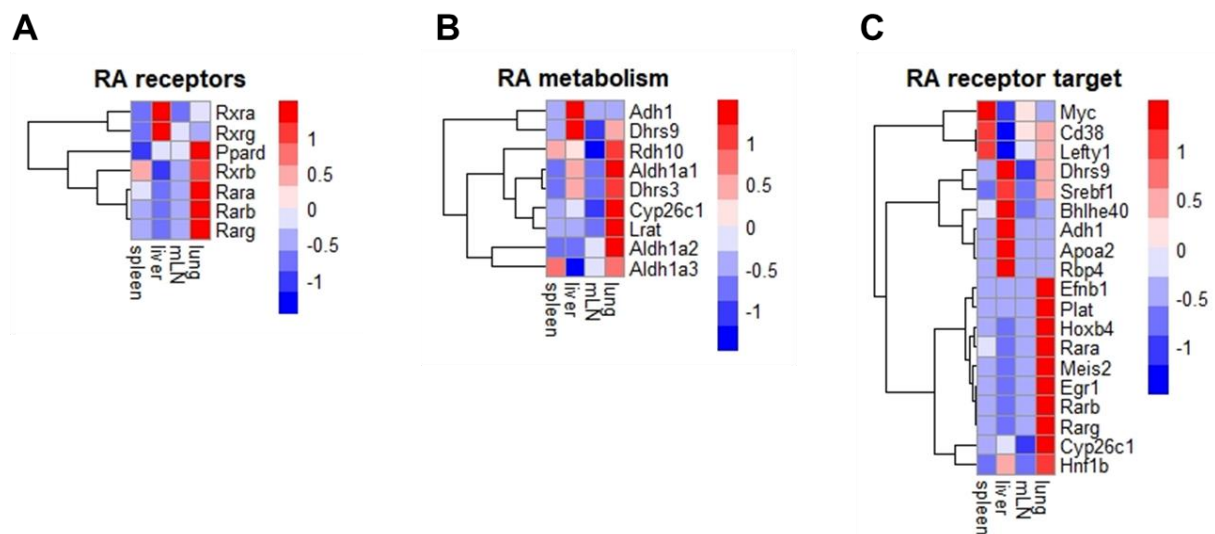 A
B
C
RA receptors
Rxra
Rxrg
Ppard
Rxrb
Rara
Rarb
Rarg
spleen
liver
mLN
lung
1
0.5
0
-0.5
-1
RA metabolism
Adh1
Dhrs9
Rdh10
Aldh1a1
Dhrs3
Cyp26c1
Lrat
Aldh1a2
Aldh1a3
spleen
liver
mLN
lung
1
0.5
0
-0.5
-1
RA receptor target
Myc
Cd38
Lefty1
Dhrs9
Srebf1
Bhlhe40
Adh1
Apoa2
Rbp4
Efnb1
Plat
Hoxb4
Rara
Meis2
Egr1
Rarb
Rarg
Cyp26c1
Hnf1b
spleen
liver
mLN
lung
1
0.5
0
-0.5
-1